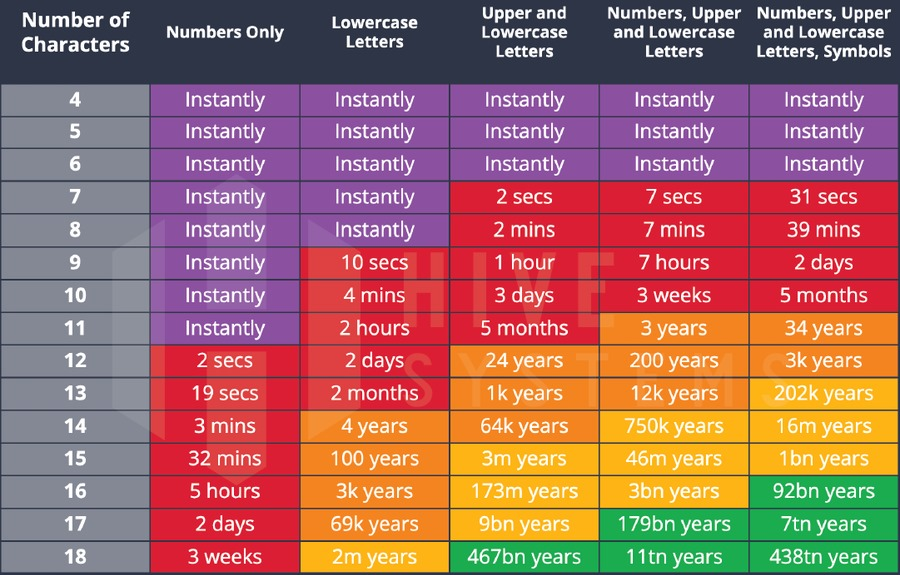 Number of Characters | Numbers Only | Lowercase Letters | Upper and Lowercase Letters | Numbers, Upper and Lowercase Letters | Numbers, Upper and Lowercase Letters, Symbols
4 | Instantly | Instantly | Instantly | Instantly | Instantly
5 | Instantly | Instantly | Instantly | Instantly | Instantly
6 | Instantly | Instantly | Instantly | Instantly | Instantly
7 | Instantly | Instantly | 2 secs | 7 secs | 31 secs
8 | Instantly | Instantly | 2 mins | 7 mins | 39 mins
9 | Instantly | 10 secs | 1 hour | 7 hours | 2 days
10 | Instantly | 4 mins | 3 days | 3 weeks | 5 months
11 | Instantly | 2 hours | 5 months | 3 years | 34 years
12 | 2 secs | 2 days | 24 years | 200 years | 3k years
13 | 19 secs | 2 months | 1k years | 12k years | 202k years
14 | 3 mins | 4 years | 64k years | 750k years | 16m years
15 | 32 mins | 100 years | 3m years | 46m years | 1bn years
16 | 5 hours | 3k years | 173m years | 3bn years | 92bn years
17 | 2 days | 69k years | 9bn years | 179bn years | 7tn years
18 | 3 weeks | 2m years | 467bn years | 11tn years | 438tn years
HIVE
SYSTEMS